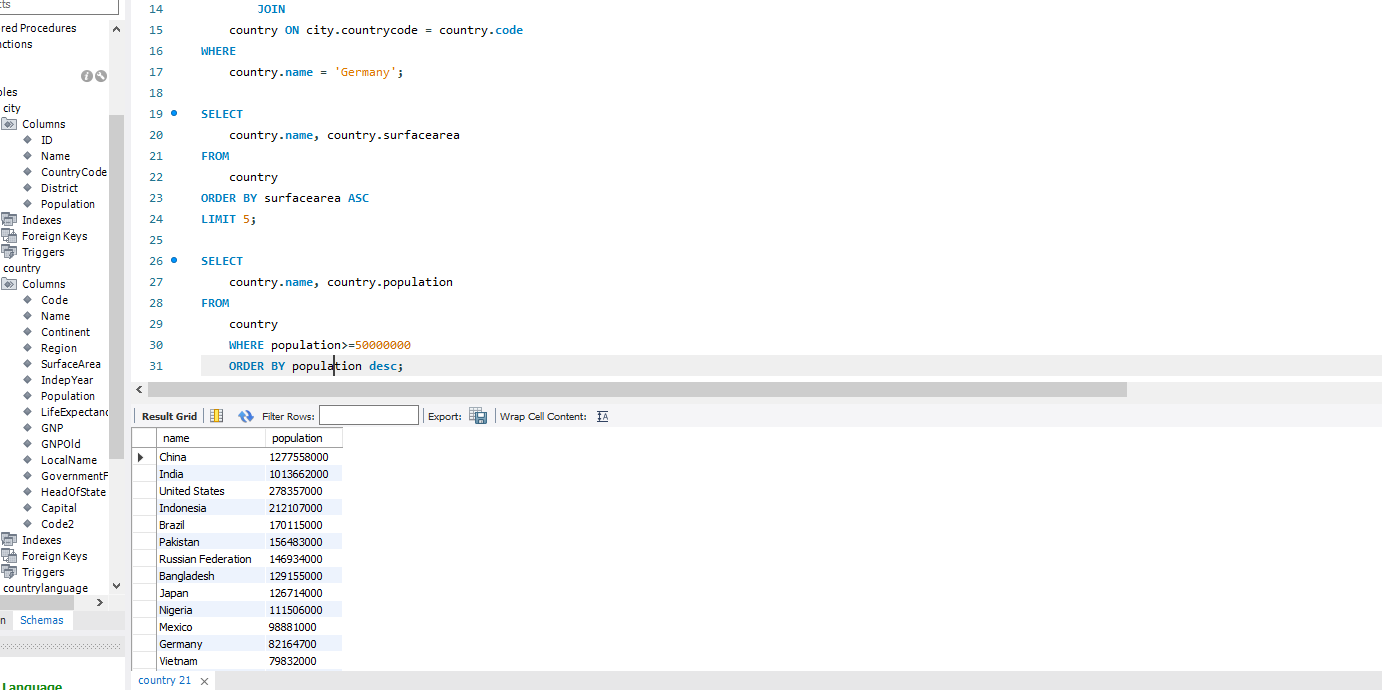 cts
red Procedures
nctions
bles
city
Columns
ID
Name
CountryCode
District
Population
Indexes
Foreign Keys
Triggers
country
Columns
Code
Name
Continent
Region
SurfaceArea
IndepYear
Population
LifeExpectanc
GNP
GNPOld
LocalName
GovernmentF
HeadOfState
Capital
Code2
Indexes
Foreign Keys
Triggers
countrylanguage
n Schemas
Language
14 JOIN
15 country ON city.countrycode = country.code
16 WHERE
17 country.name = 'Germany';
18
19 SELECT
20 country.name, country.surfacearea
21 FROM
22 country
23 ORDER BY surfacearea ASC
24 LIMIT 5;
25
26 SELECT
27 country.name, country.population
28 FROM
29 country
30 WHERE population>=50000000
31 ORDER BY population desc;
Result Grid Filter Rows: Export: Wrap Cell Content: IA
name population
China 1277558000
India 1013662000
United States 278357000
Indonesia 212107000
Brazil 170115000
Pakistan 156483000
Russian Federation 146934000
Bangladesh 129155000
Japan 126714000
Nigeria 111506000
Mexico 98881000
Germany 82164700
Vietnam 79832000
country 21